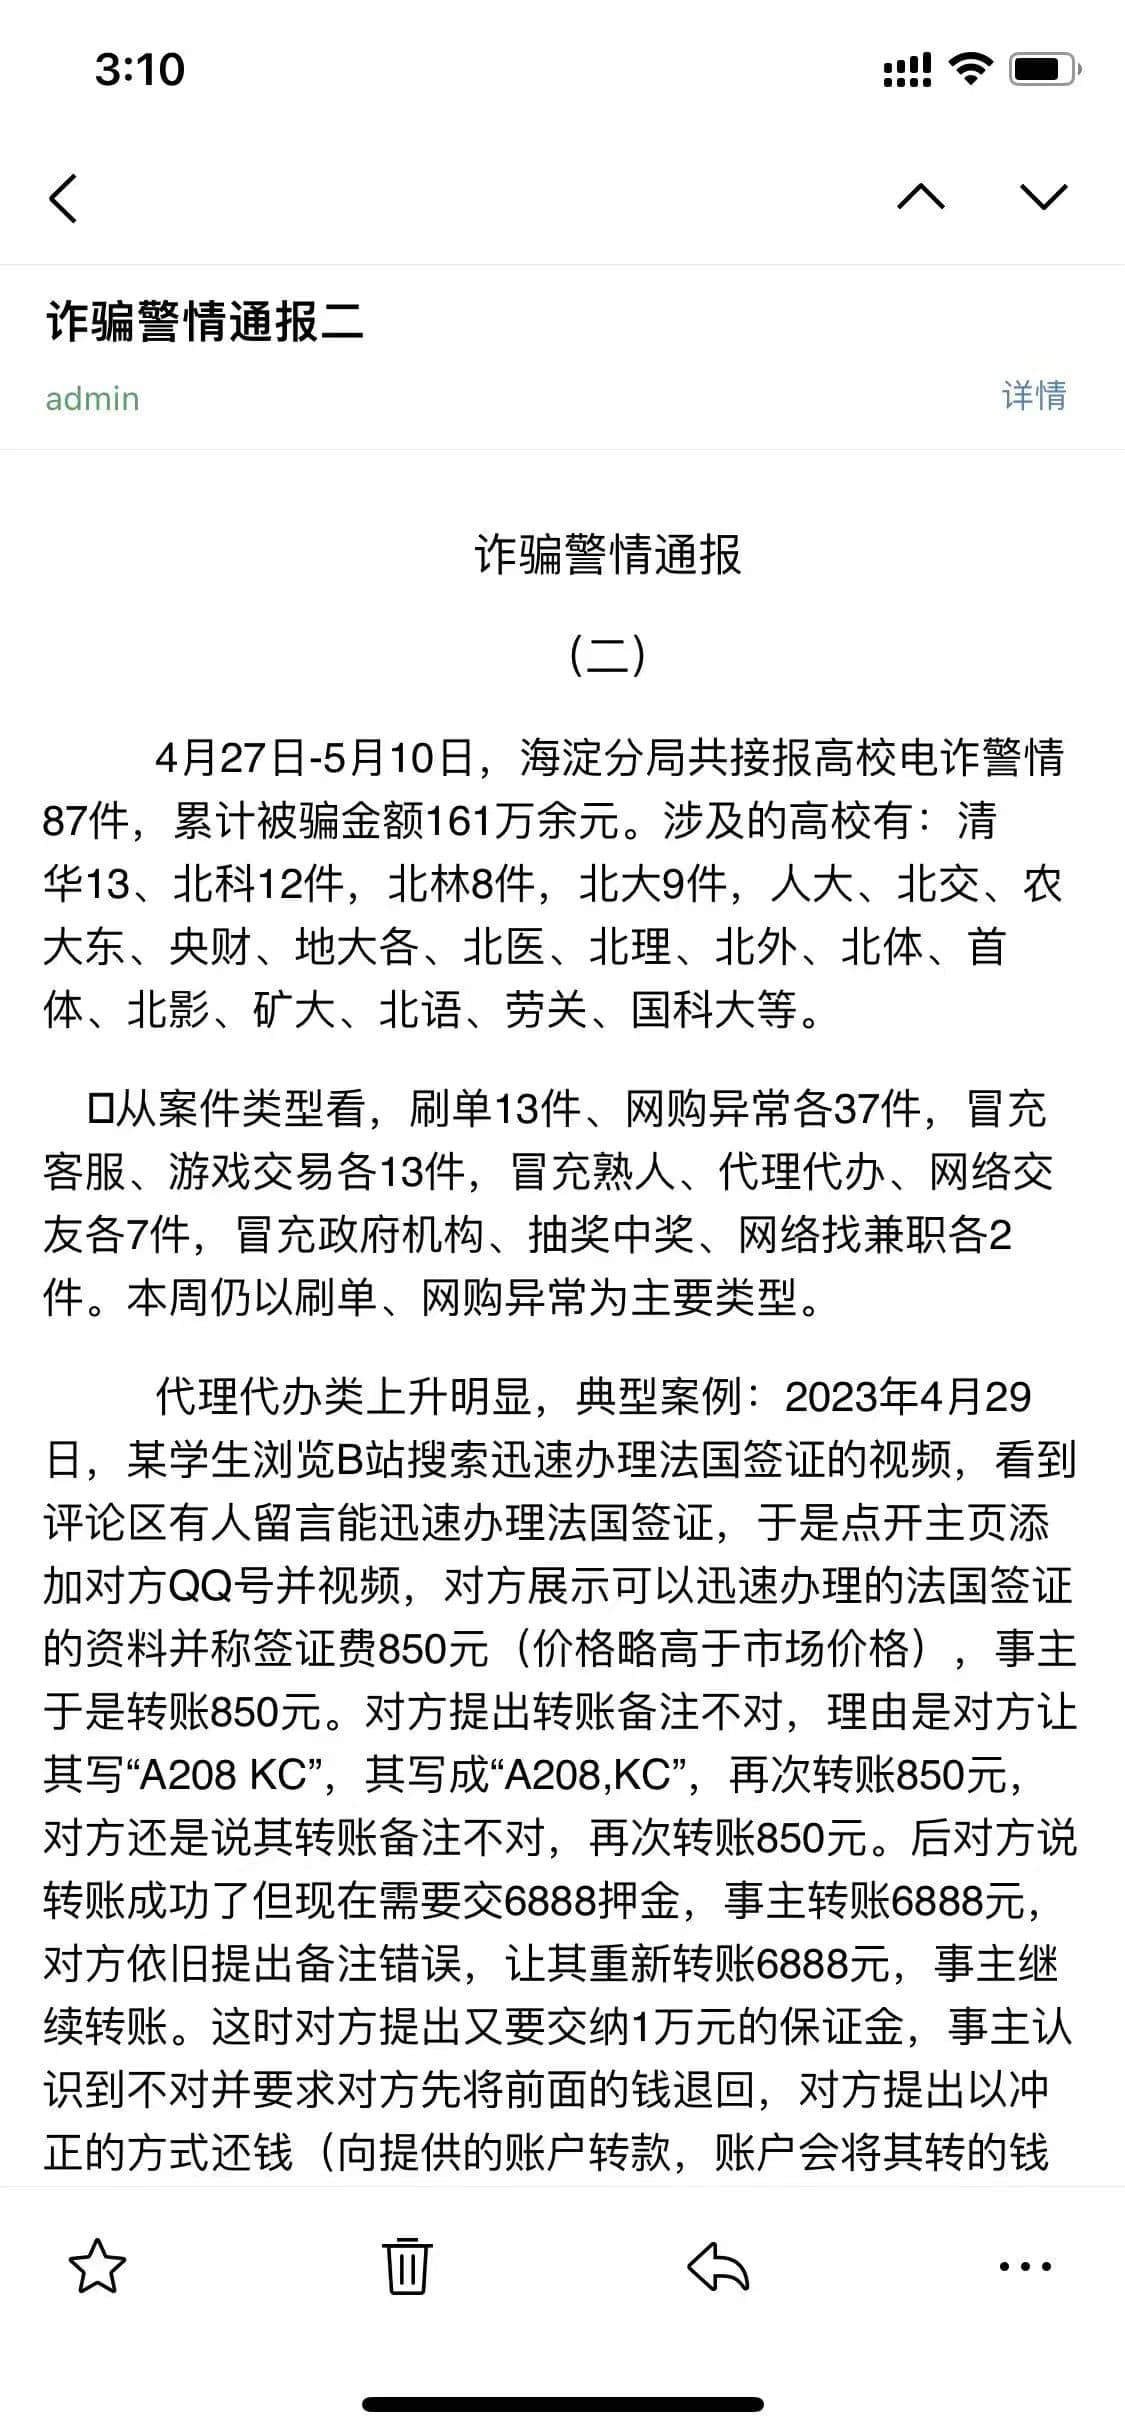 3:10
诈骗警情通报二
admin
详情
诈骗警情通报
(二)
4月27日-5月10日，海淀分局共接报高校电诈警情
87件，累计被骗金额161万余元。涉及的高校有：清
华13、北科12件，北林8件，北大9件，人大、北交、农
大东、央财、地大各、北医、北理、北外、北体、首
体、北影、矿大、北语、劳关、国科大等。
从案件类型看，刷单13件、网购异常各37件，冒充
客服、游戏交易各13件，冒充熟人、代理代办、网络交
友各7件，冒充政府机构、抽奖中奖、网络找兼职各2
件。本周仍以刷单、网购异常为主要类型。
代理代办类上升明显，典型案例：2023年4月29
日，某学生浏览B站搜索迅速办理法国签证的视频，看到
评论区有人留言能迅速办理法国签证，于是点开主页添
加对方QQ号并视频，对方展示可以迅速办理的法国签证
的资料并称签证费850元（价格略高于市场价格），事主
于是转账850元。对方提出转账备注不对，理由是对方让
其写“A208 KC”，其写成“A208,KC”，再次转账850元，
对方还是说其转账备注不对，再次转账850元。后对方说
转账成功了但现在需要交6888押金，事主转账6888元，
对方依旧提出备注错误，让其重新转账6888元，事主继
续转账。这时对方提出又要交纳1万元的保证金，事主认
识到不对并要求对方先将前面的钱退回，对方提出以冲
正的方式还钱（向提供的账户转款，账户会将其转的钱